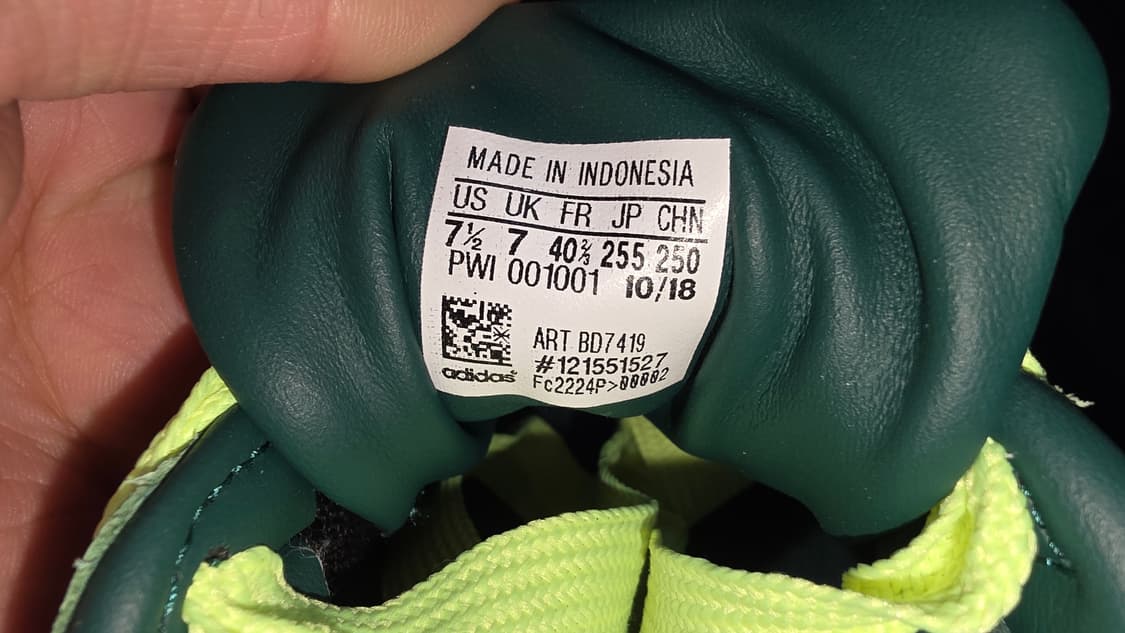 MADE IN INDONESIA
US UK FR JP CHN
7½ 7 40⅔ 255 250
PWI 001001 10/18
ART BD7419
#121551527
adidas Fc2224P>00002